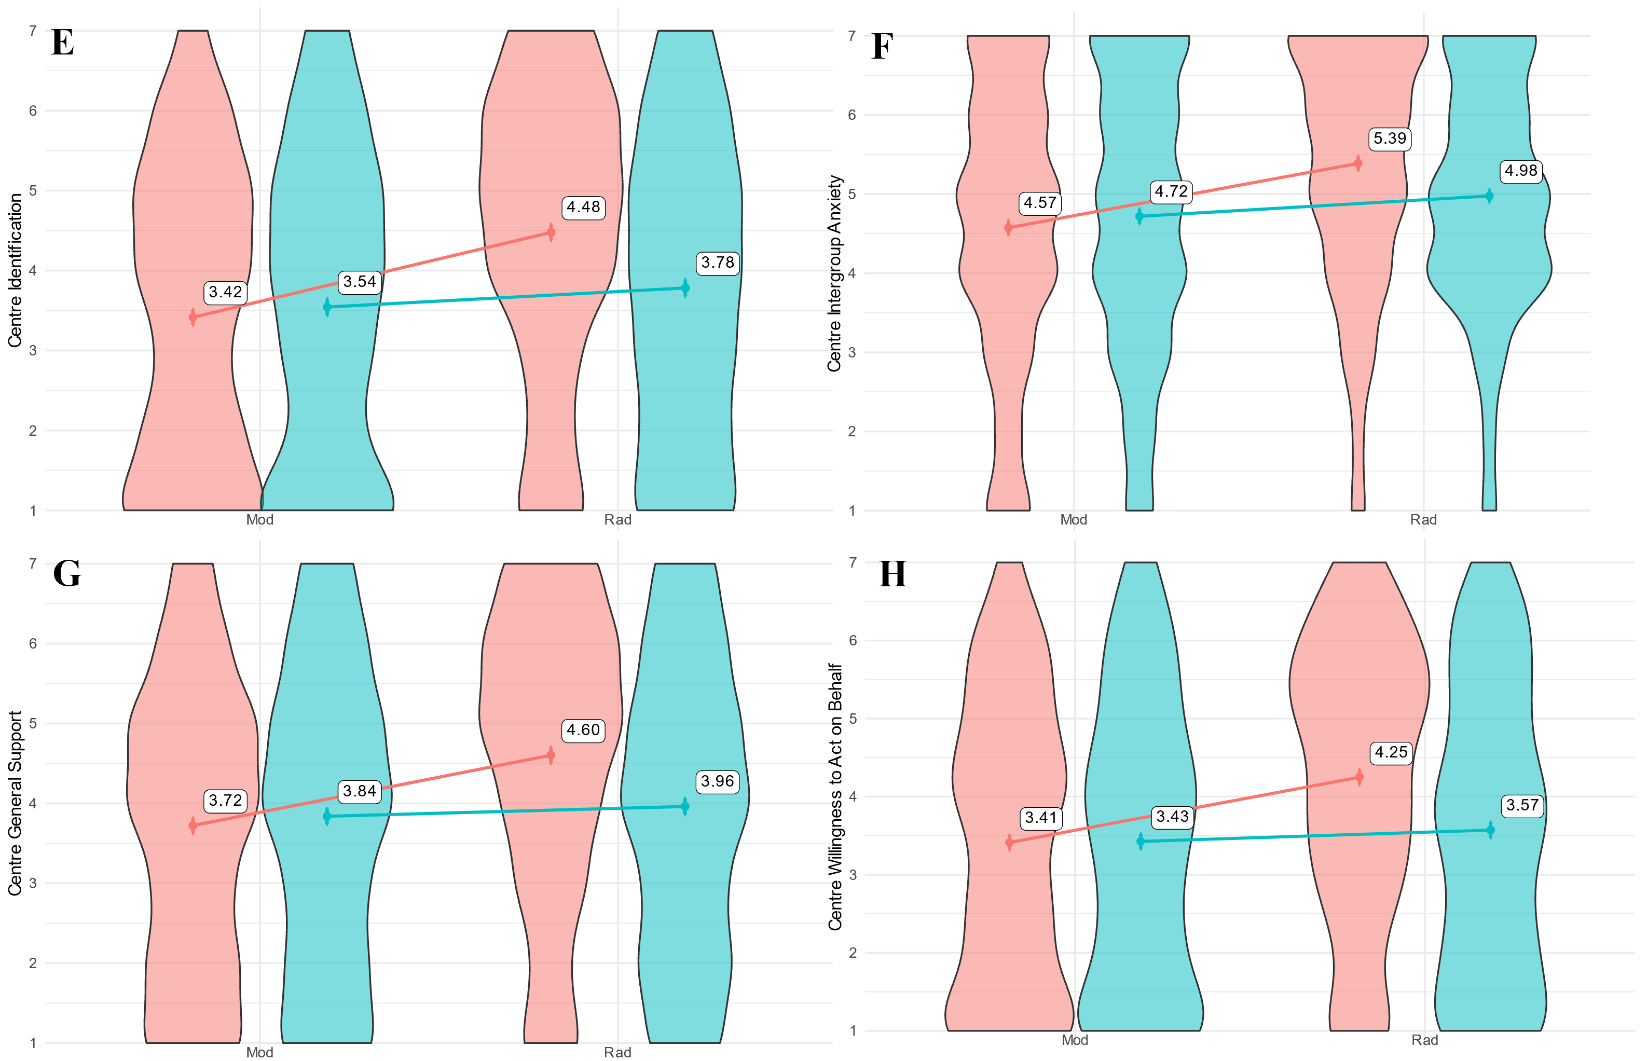 E
Centre Identification
7
6
5
4
3
2
1
3.42
3.54
4.48
3.78
Mod
Rad
F
Centre Intergroup Anxiety
7
6
5
4
3
2
1
4.57
4.72
5.39
4.98
Mod
Rad
G
Centre General Support
7
6
5
4
3
2
1
3.72
3.84
4.60
3.96
Mod
Rad
H
Centre Willingness to Act on Behalf
7
6
5
4
3
2
1
3.41
3.43
4.25
3.57
Mod
Rad